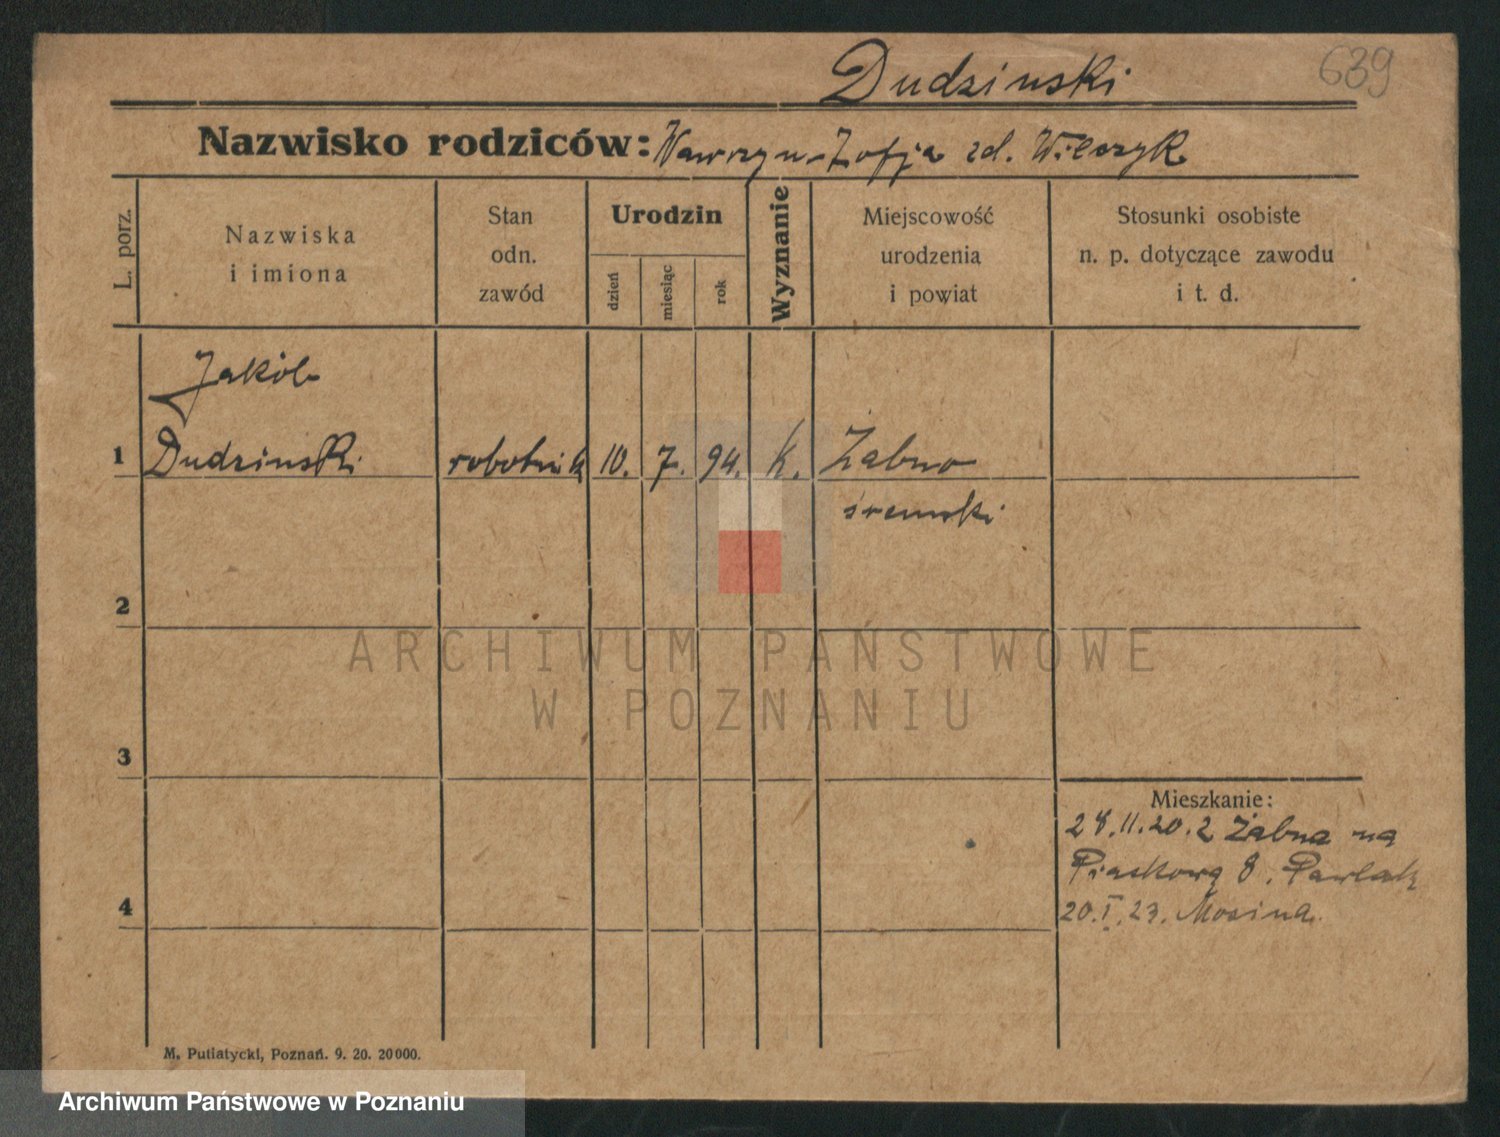 Dudzinski
639
Nazwisko rodziców: Wawrzyn - Zofja zd. Wilczyk
L. porz.
Nazwiska
i imiona
Stan
odn.
zawód
Urodzin
dzień
miesiąc
rok
Wyznanie
Miejscowość
urodzenia
i powiat
Stosunki osobiste
n. p. dotyczące zawodu
i t. d.
Jakób
1 Dudzinski robotnik 10. 7. 94. k. Żabno
śremski
2
ARCHIWUM PAŃSTWOWE
W POZNANIU
3
Mieszkanie:
28.11.20. z Żabna na
Piaskową 8. Pawlak
4
20.I.23. Mosina.
M. Putiatycki, Poznań. 9. 20. 20000.
Archiwum Państwowe w Poznaniu